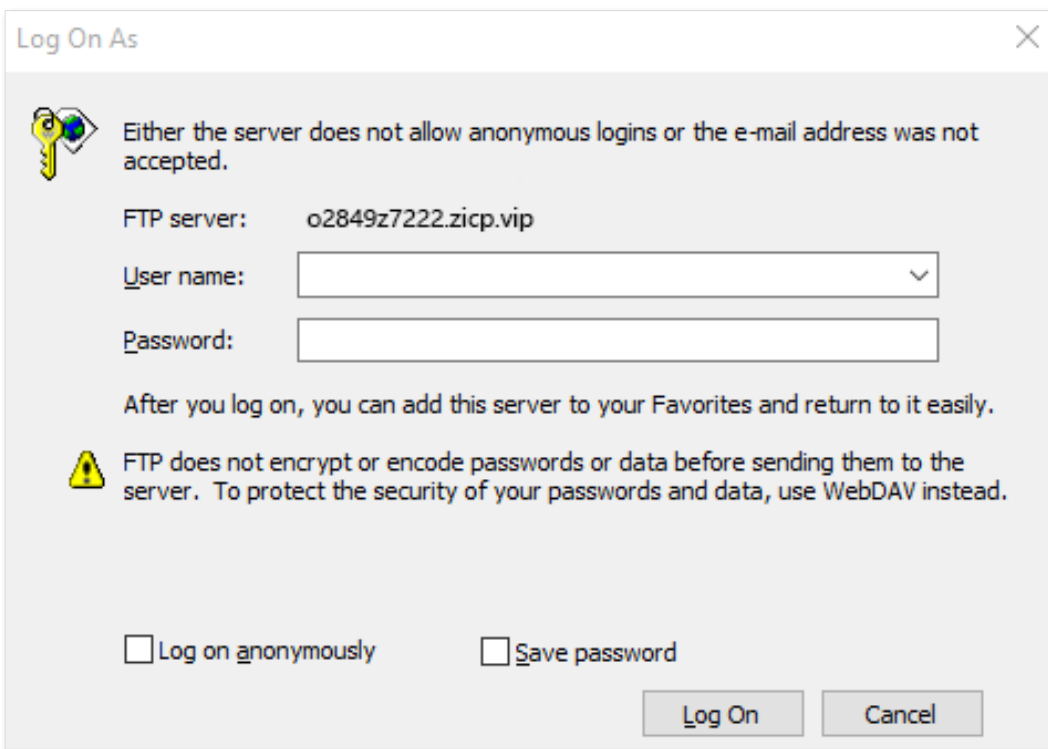 Log On As
Either the server does not allow anonymous logins or the e-mail address was not
accepted.
FTP server: o2849z7222.zicp.vip
User name:
Password:
After you log on, you can add this server to your Favorites and return to it easily.
FTP does not encrypt or encode passwords or data before sending them to the
server. To protect the security of your passwords and data, use WebDAV instead.
Log on anonymously Save password
Log On Cancel